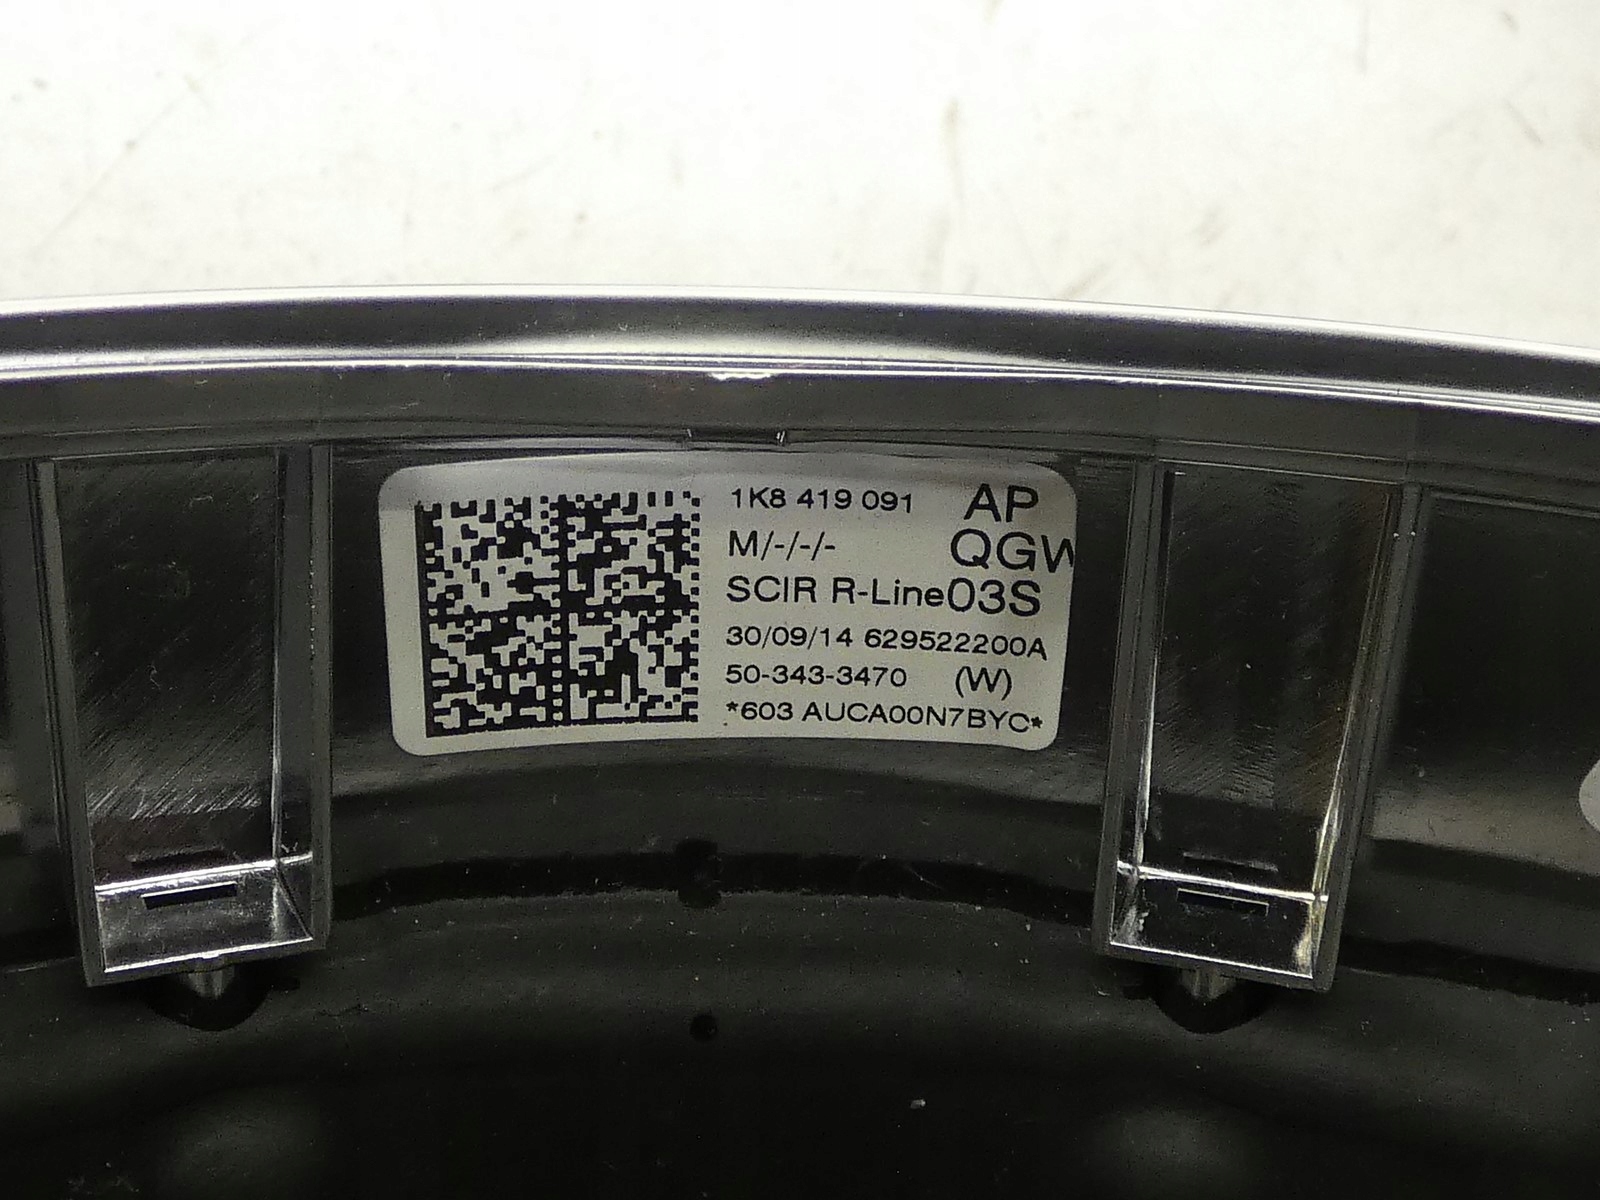 1K8 419 091 AP
M/-/-/- QGW
SCIR R-Line03S
30/09/14 629522200A
50-343-3470 (W)
*603 AUCA00N7BYC*